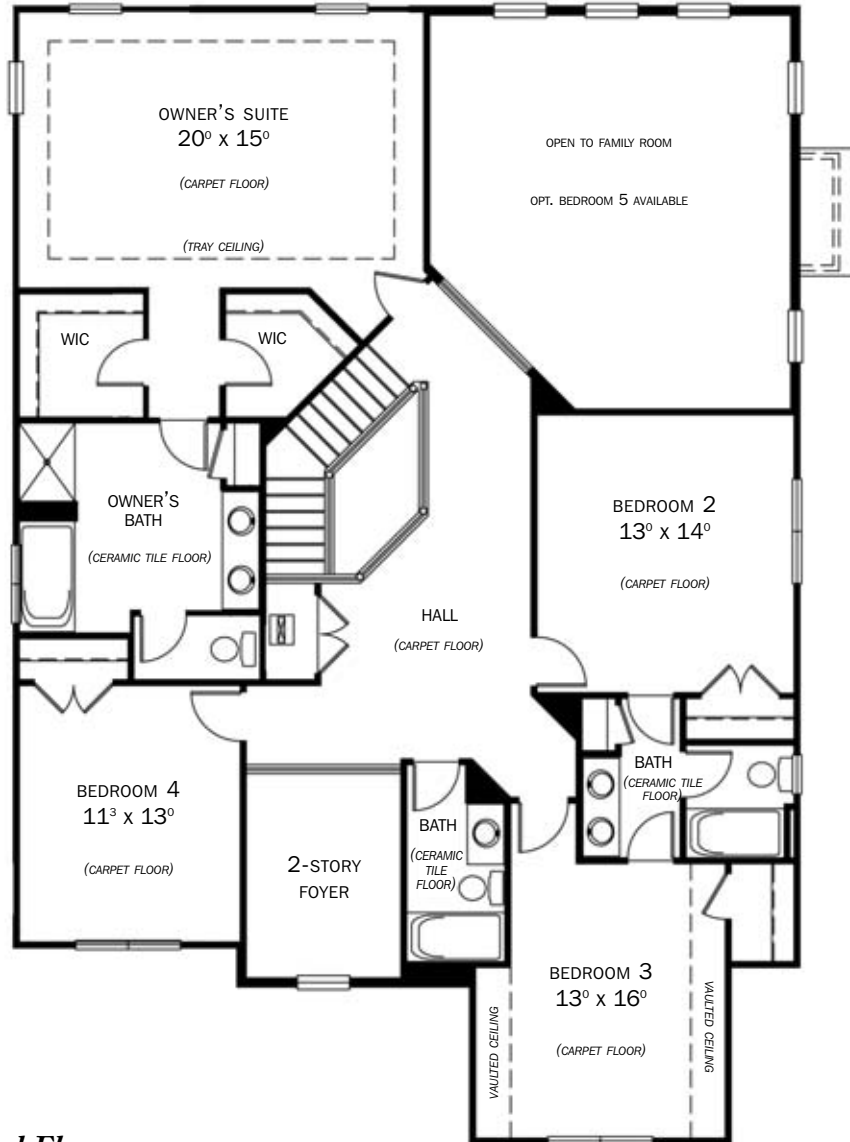 OWNER'S SUITE
20⁰ x 15⁰
(CARPET FLOOR)
(TRAY CEILING)
OPEN TO FAMILY ROOM
OPT. BEDROOM 5 AVAILABLE
WIC
WIC
OWNER'S
BATH
(CERAMIC TILE FLOOR)
BEDROOM 2
13⁰ x 14⁰
(CARPET FLOOR)
HALL
(CARPET FLOOR)
BEDROOM 4
11³ x 13⁰
(CARPET FLOOR)
2-STORY
FOYER
BATH
(CERAMIC
TILE
FLOOR)
BATH
(CERAMIC TILE
FLOOR)
BEDROOM 3
13⁰ x 16⁰
(CARPET FLOOR)
VAULTED CEILING
VAULTED CEILING